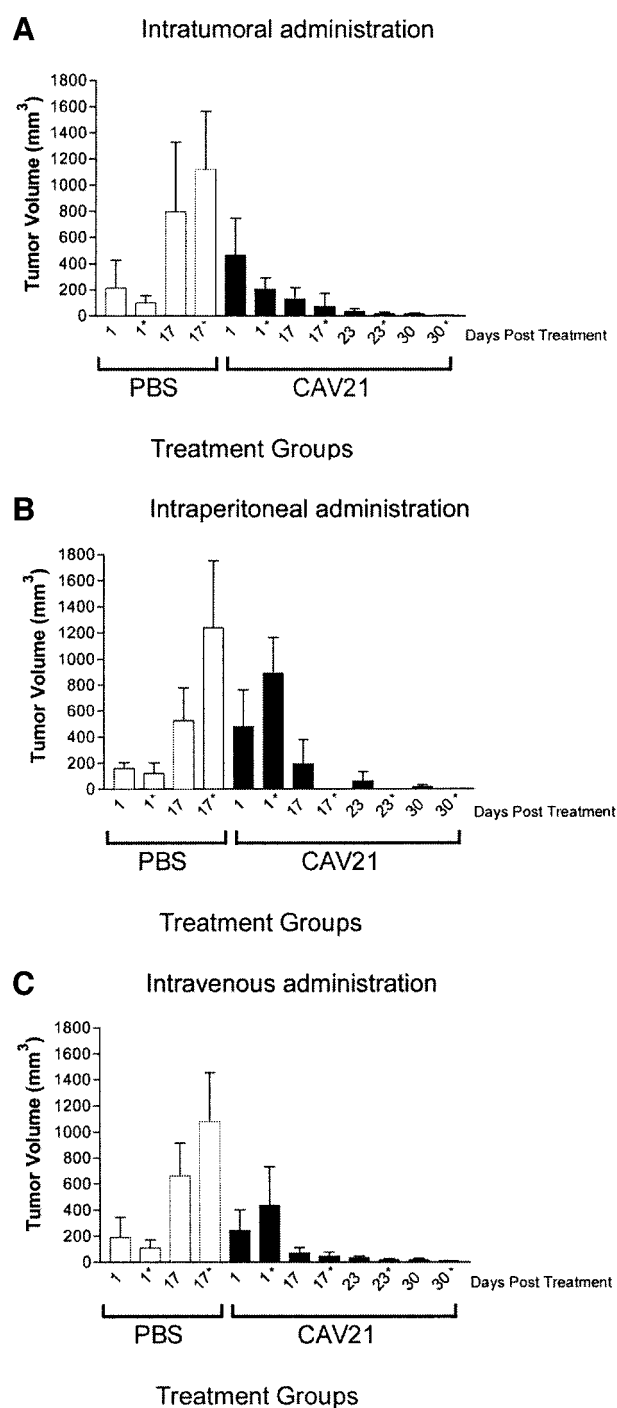 A
Intratumoral administration
Tumor Volume (mm3)
1800
1600
1400
1200
1000
800
600
400
200
0
1 1* 17 17* 1 1* 17 17* 23 23* 30 30*
Days Post Treatment
PBS CAV21
Treatment Groups
B
Intraperitoneal administration
Tumor Volume (mm3)
1800
1600
1400
1200
1000
800
600
400
200
0
1 1* 17 17* 1 1* 17 17* 23 23* 30 30*
Days Post Treatment
PBS CAV21
Treatment Groups
C
Intravenous administration
Tumor Volume (mm3)
1800
1600
1400
1200
1000
800
600
400
200
0
1 1* 17 17* 1 1* 17 17* 23 23* 30 30*
Days Post Treatment
PBS CAV21
Treatment Groups